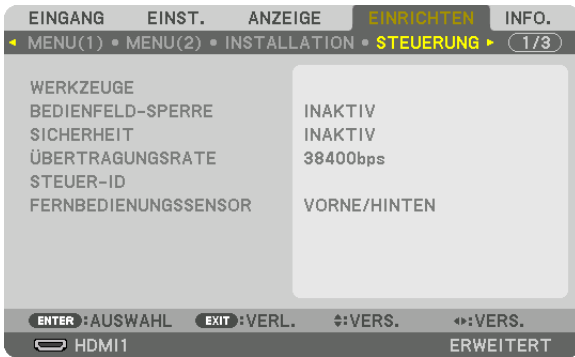 EINGANG EINST. ANZEIGE EINRICHTEN INFO.
MENU(1) • MENU(2) • INSTALLATION • STEUERUNG 1/3
WERKZEUGE
BEDIENFELD-SPERRE INAKTIV
SICHERHEIT INAKTIV
ÜBERTRAGUNGSRATE 38400bps
STEUER-ID
FERNBEDIENUNGSSENSOR VORNE/HINTEN
ENTER :AUSWAHL EXIT :VERL. :VERS. :VERS.
HDMI1 ERWEITERT